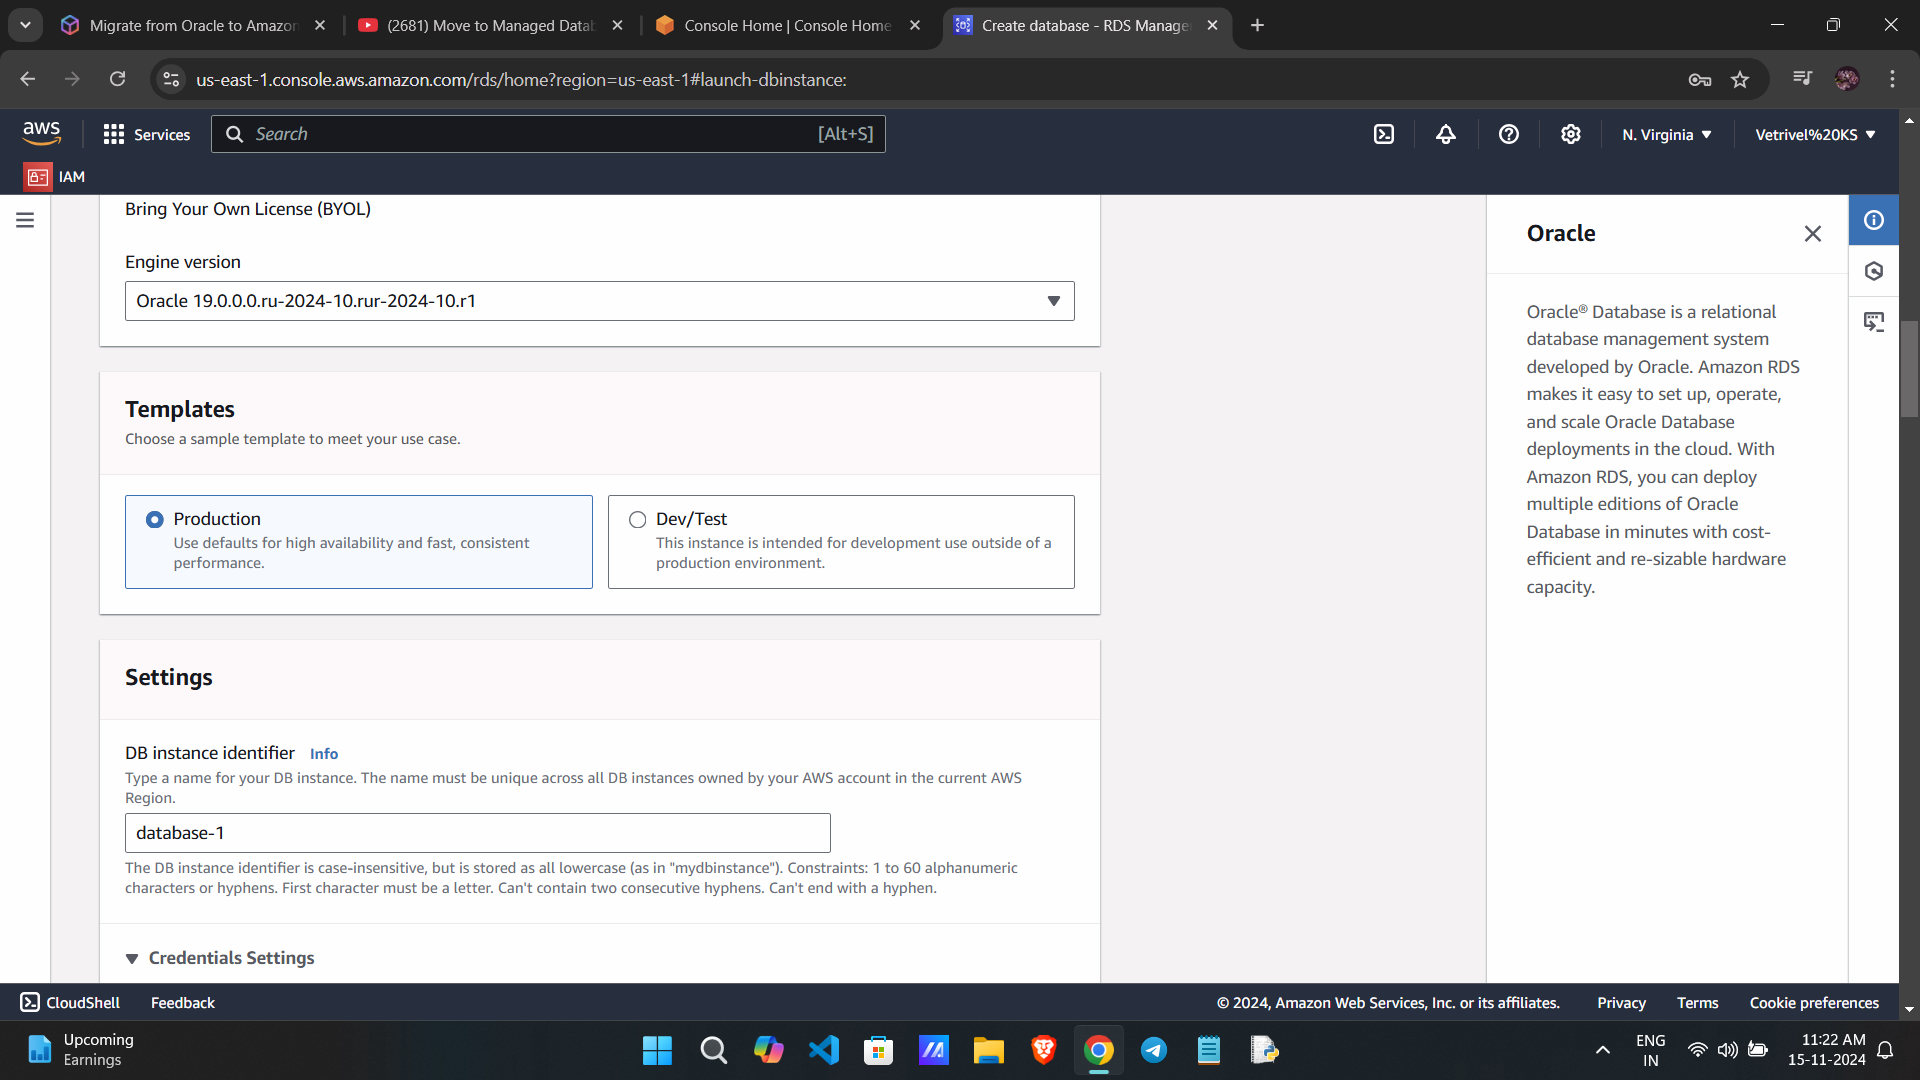 Migrate from Oracle to Amazon
(2681) Move to Managed Datab
Console Home | Console Home
Create database - RDS Manage
us-east-1.console.aws.amazon.com/rds/home?region=us-east-1#launch-dbinstance:
aws
Services
Search
[Alt+S]
N. Virginia
Vetrivel%20KS
IAM
Bring Your Own License (BYOL)
Engine version
Oracle 19.0.0.0.ru-2024-10.rur-2024-10.r1
Templates
Choose a sample template to meet your use case.
Production
Use defaults for high availability and fast, consistent
performance.
Dev/Test
This instance is intended for development use outside of a
production environment.
Settings
DB instance identifier Info
Type a name for your DB instance. The name must be unique across all DB instances owned by your AWS account in the current AWS
Region.
database-1
The DB instance identifier is case-insensitive, but is stored as all lowercase (as in "mydbinstance"). Constraints: 1 to 60 alphanumeric
characters or hyphens. First character must be a letter. Can't contain two consecutive hyphens. Can't end with a hyphen.
Credentials Settings
Oracle
Oracle® Database is a relational
database management system
developed by Oracle. Amazon RDS
makes it easy to set up, operate,
and scale Oracle Database
deployments in the cloud. With
Amazon RDS, you can deploy
multiple editions of Oracle
Database in minutes with cost-
efficient and re-sizable hardware
capacity.
CloudShell
Feedback
© 2024, Amazon Web Services, Inc. or its affiliates.
Privacy
Terms
Cookie preferences
Upcoming
Earnings
ENG
IN
11:22 AM
15-11-2024